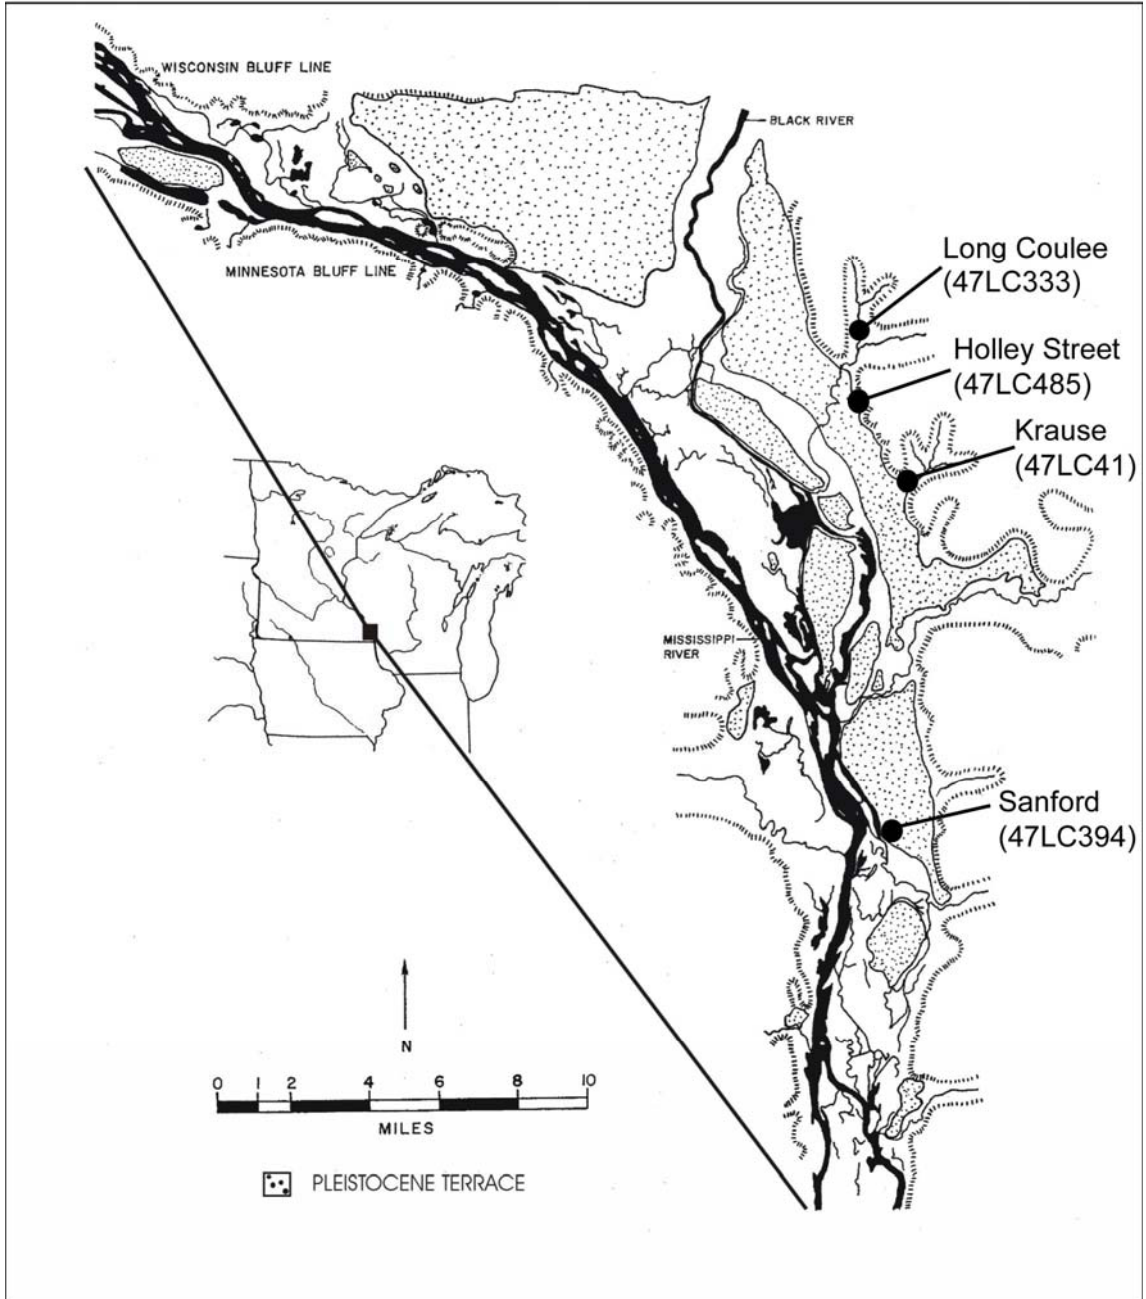 WISCONSIN BLUFF LINE
BLACK RIVER
MINNESOTA BLUFF LINE
Long Coulee
(47LC333)
Holley Street
(47LC485)
Krause
(47LC41)
MISSISSIPPI
RIVER
Sanford
(47LC394)
N
0 1 2 4 6 8 10
MILES
PLEISTOCENE TERRACE